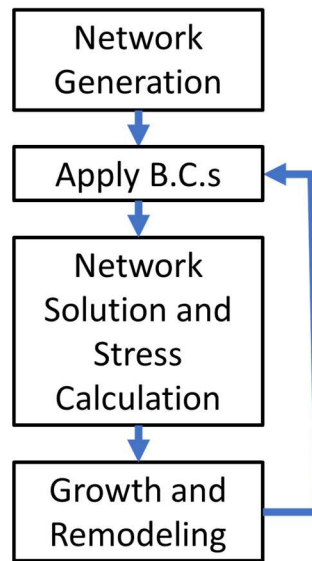 Network
Generation
Apply B.C.s
Network
Solution and
Stress
Calculation
Growth and
Remodeling